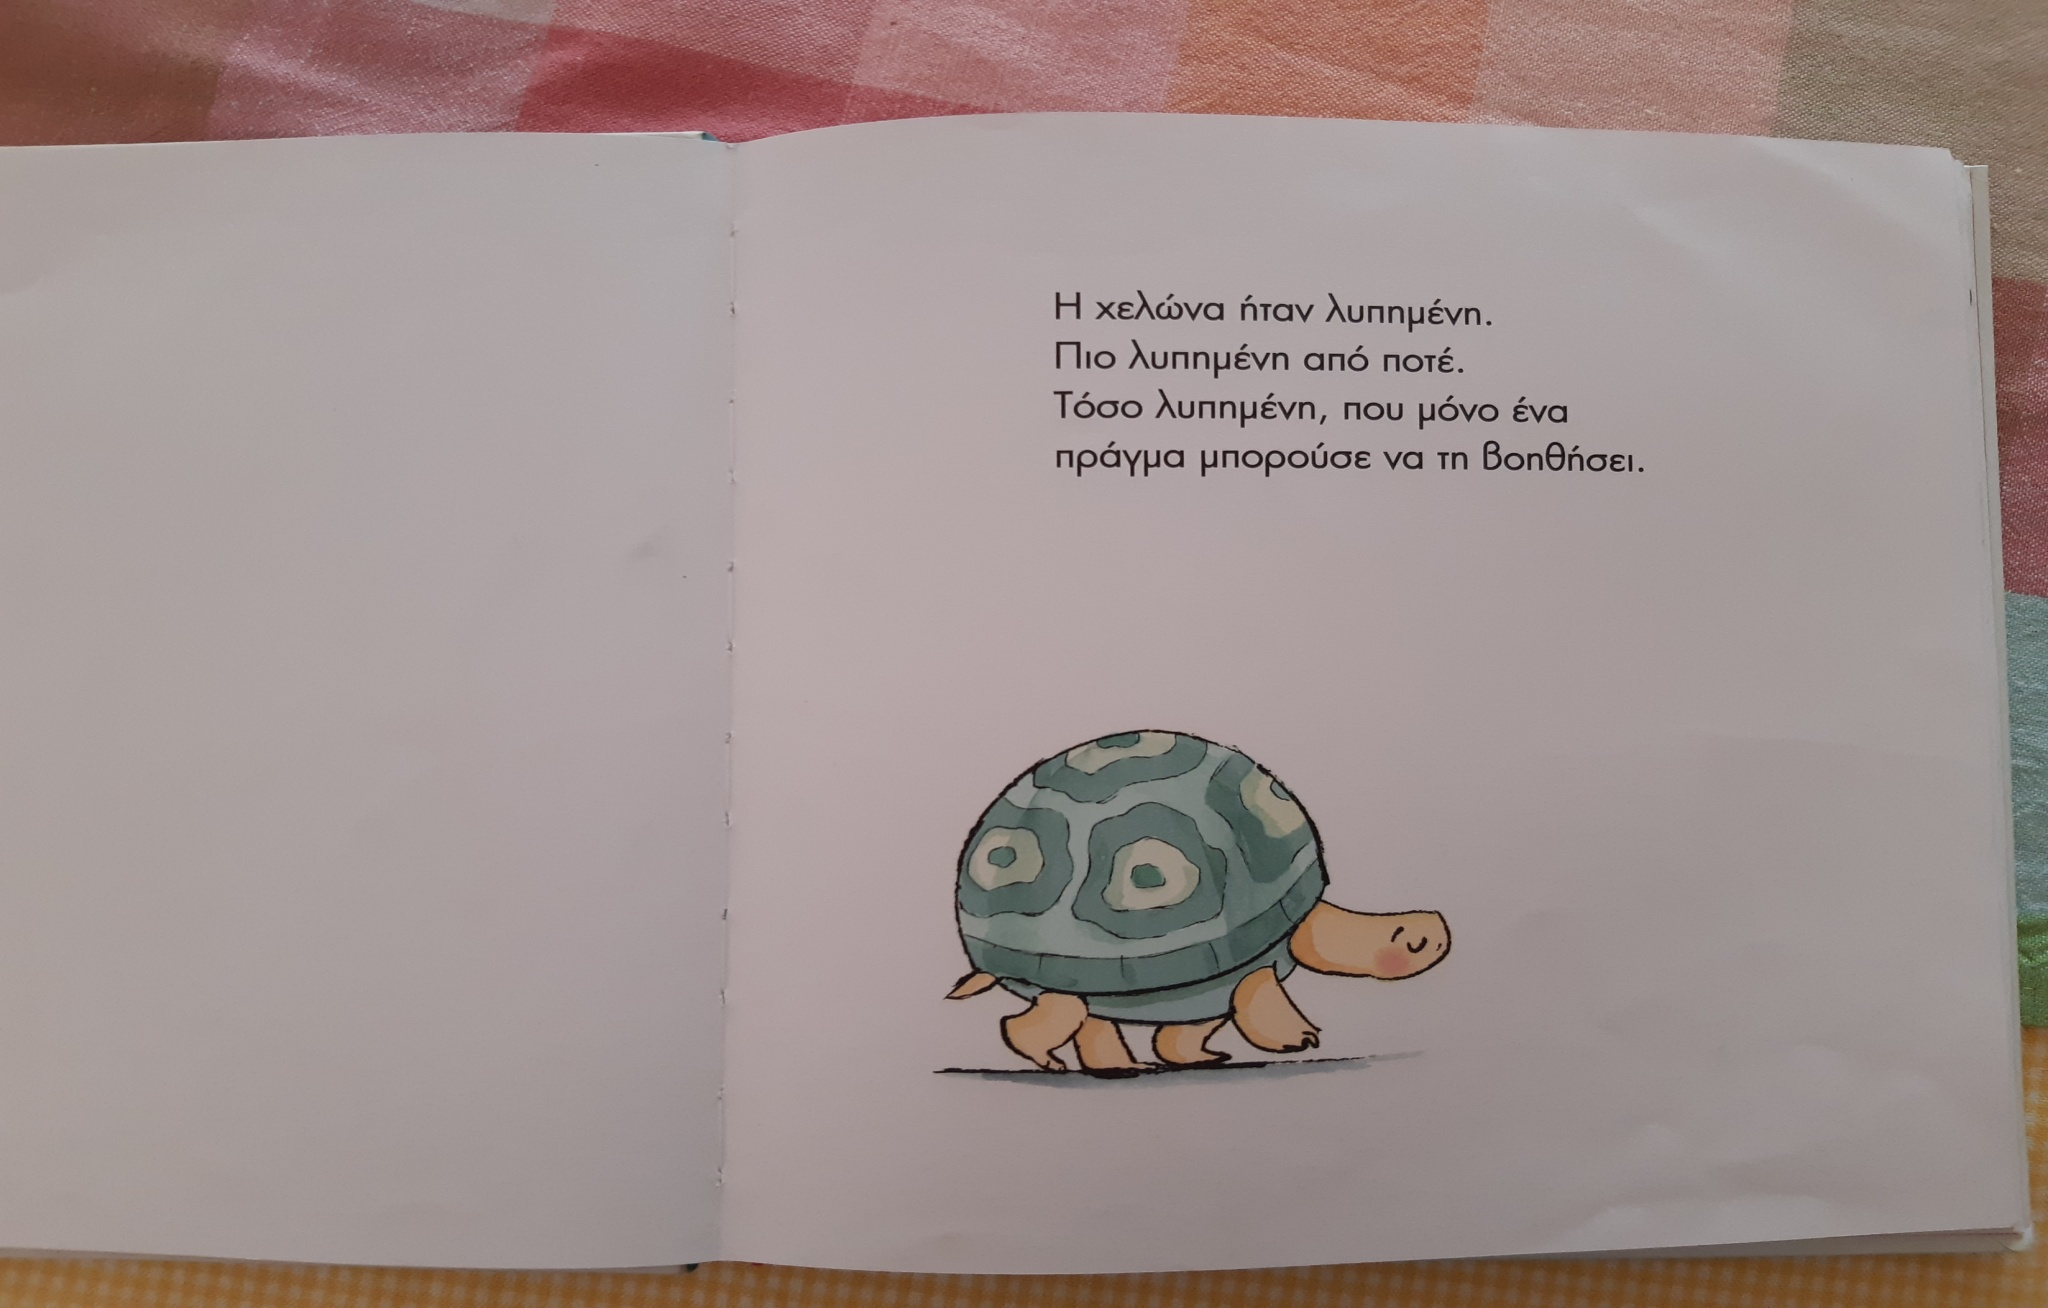 Η χελώνα ήταν λυπημένη.
Πιο λυπημένη από ποτέ.
Τόσο λυπημένη, που μόνο ένα
πράγμα μπορούσε να τη βοηθήσει.